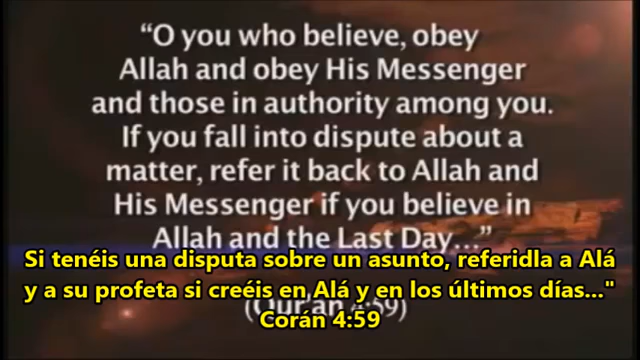 “O you who believe, obey
Allah and obey His Messenger
and those in authority among you.
If you fall into dispute about a
matter, refer it back to Allah and
His Messenger if you believe in
Allah and the Last Day...”
Si tenéis una disputa sobre un asunto, referidla a Alá
y a su profeta si creéis en Alá y en los últimos días..."
(Qur'an 4:59)
Corán 4:59